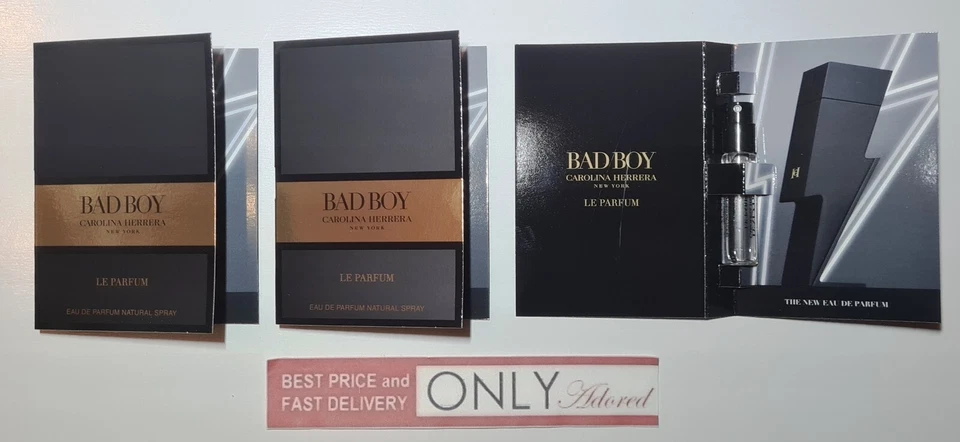 BAD BOY
CAROLINA HERRERA
NEW YORK
LE PARFUM
EAU DE PARFUM NATURAL SPRAY
BAD BOY
CAROLINA HERRERA
NEW YORK
LE PARFUM
EAU DE PARFUM NATURAL SPRAY
BAD BOY
CAROLINA HERRERA
NEW YORK
LE PARFUM
THE NEW EAU DE PARFUM
BEST PRICE and
FAST DELIVERY
ONLY Adored